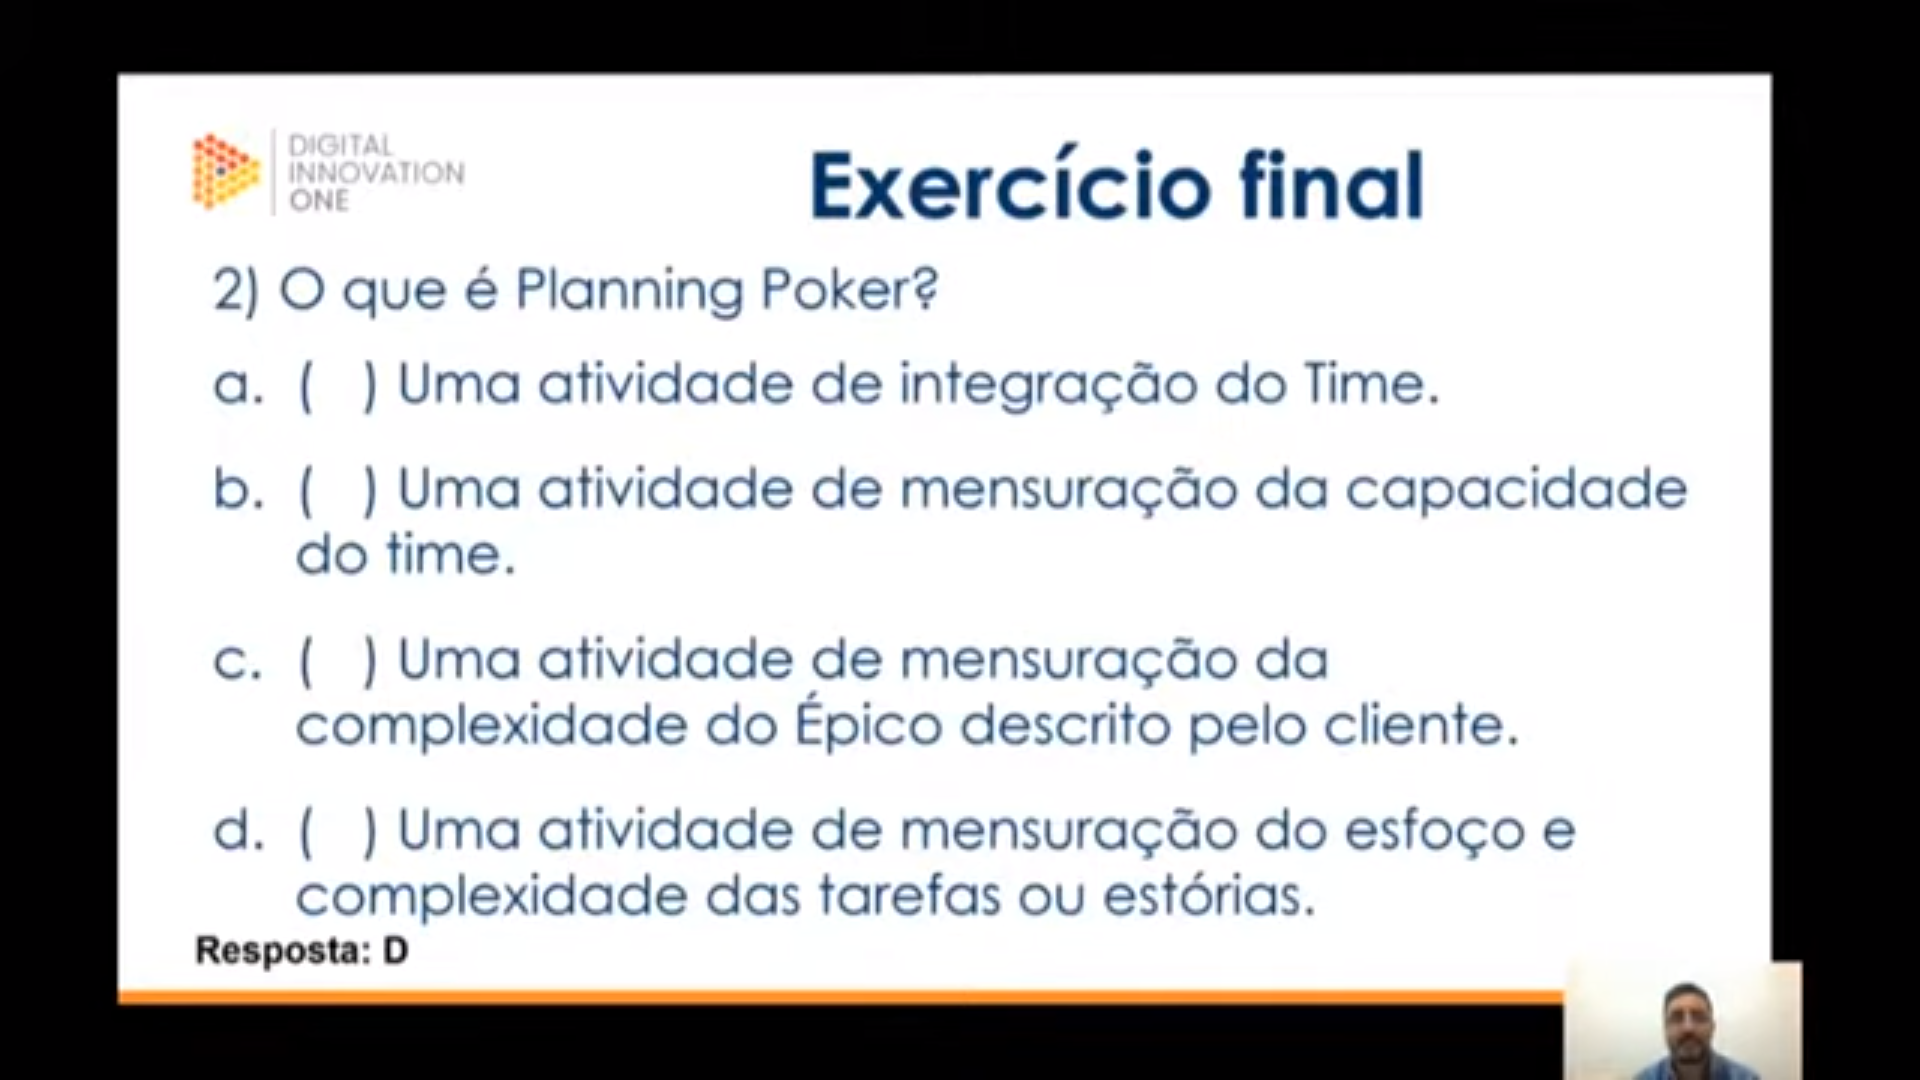 DIGITAL
INNOVATION
ONE
Exercício final
2) O que é Planning Poker?
a. ( ) Uma atividade de integração do Time.
b. ( ) Uma atividade de mensuração da capacidade
do time.
c. ( ) Uma atividade de mensuração da
complexidade do Épico descrito pelo cliente.
d. ( ) Uma atividade de mensuração do esfoço e
complexidade das tarefas ou estórias.
Resposta: D